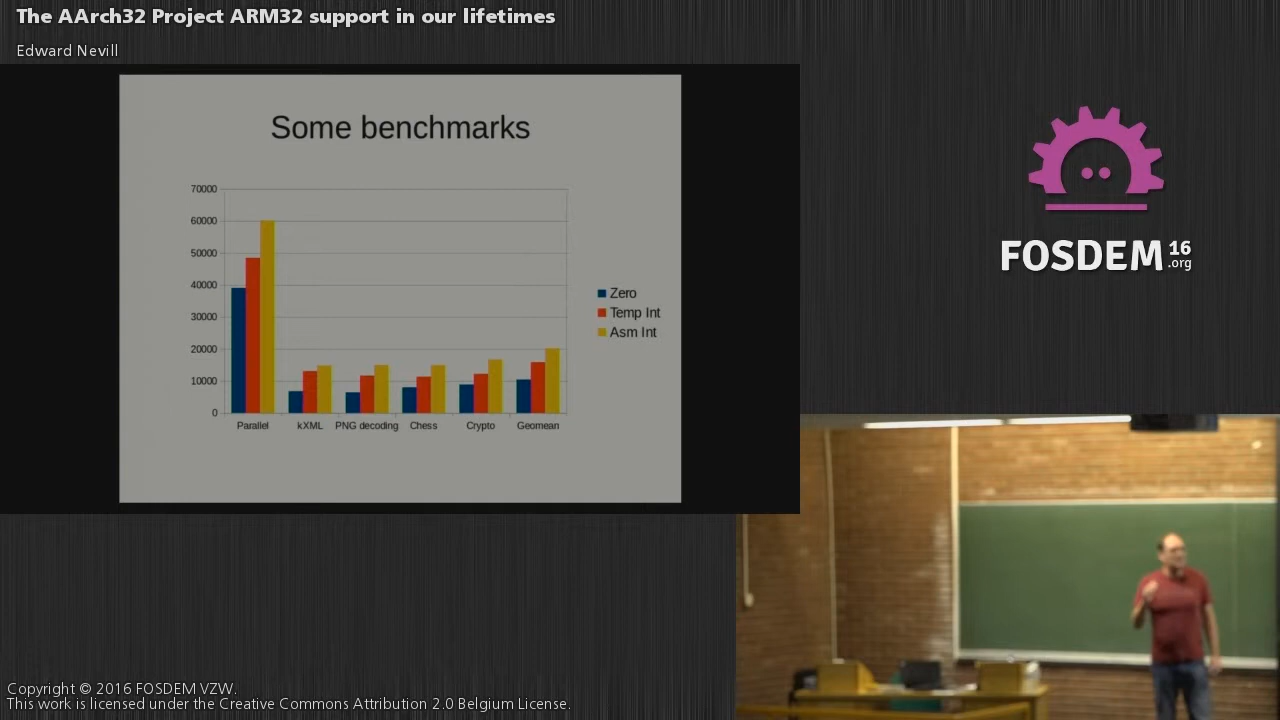 The AArch32 Project ARM32 support in our lifetimes
Edward Nevill
Some benchmarks
70000
60000
50000
40000
30000
20000
10000
0
Parallel kXML PNG decoding Chess Crypto Geomean
Zero
Temp Int
Asm Int
FOSDEM 16 .org
Copyright © 2016 FOSDEM VZW.
This work is licensed under the Creative Commons Attribution 2.0 Belgium License.